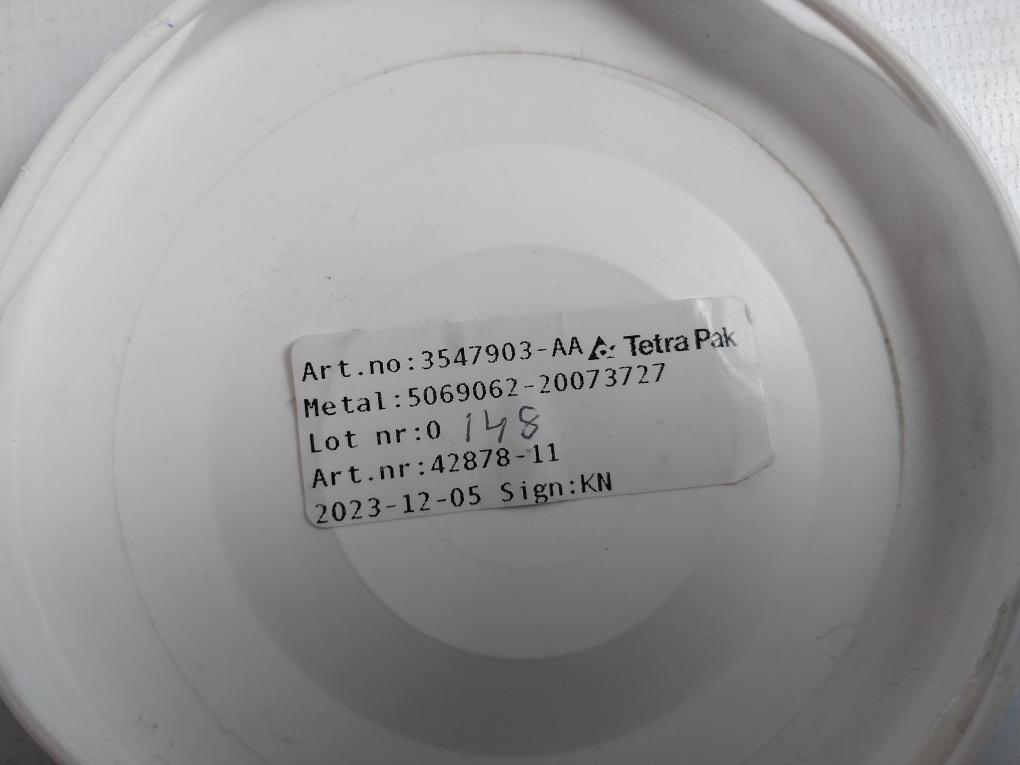 Art.no:3547903-AA Tetra Pak
Metal:5069062-20073727
Lot nr:0 148
Art.nr:42878-11
2023-12-05 Sign:KN